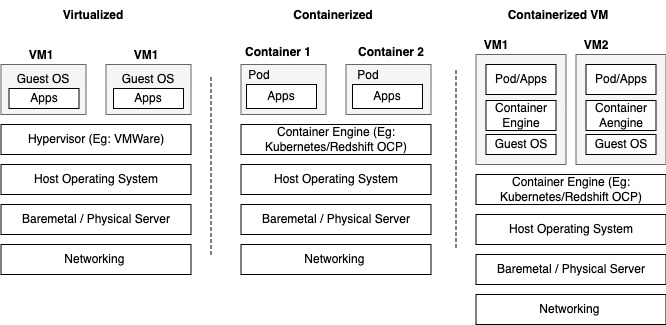 Virtualized
VM1
VM1
Guest OS
Apps
Guest OS
Apps
Hypervisor (Eg: VMWare)
Host Operating System
Baremetal / Physical Server
Networking
Containerized
Container 1
Container 2
Pod
Apps
Pod
Apps
Container Engine (Eg:
Kubernetes/Redshift OCP)
Host Operating System
Baremetal / Physical Server
Networking
Containerized VM
VM1
VM2
Pod/Apps
Container
Engine
Guest OS
Pod/Apps
Container
Aengine
Guest OS
Container Engine (Eg:
Kubernetes/Redshift OCP)
Host Operating System
Baremetal / Physical Server
Networking